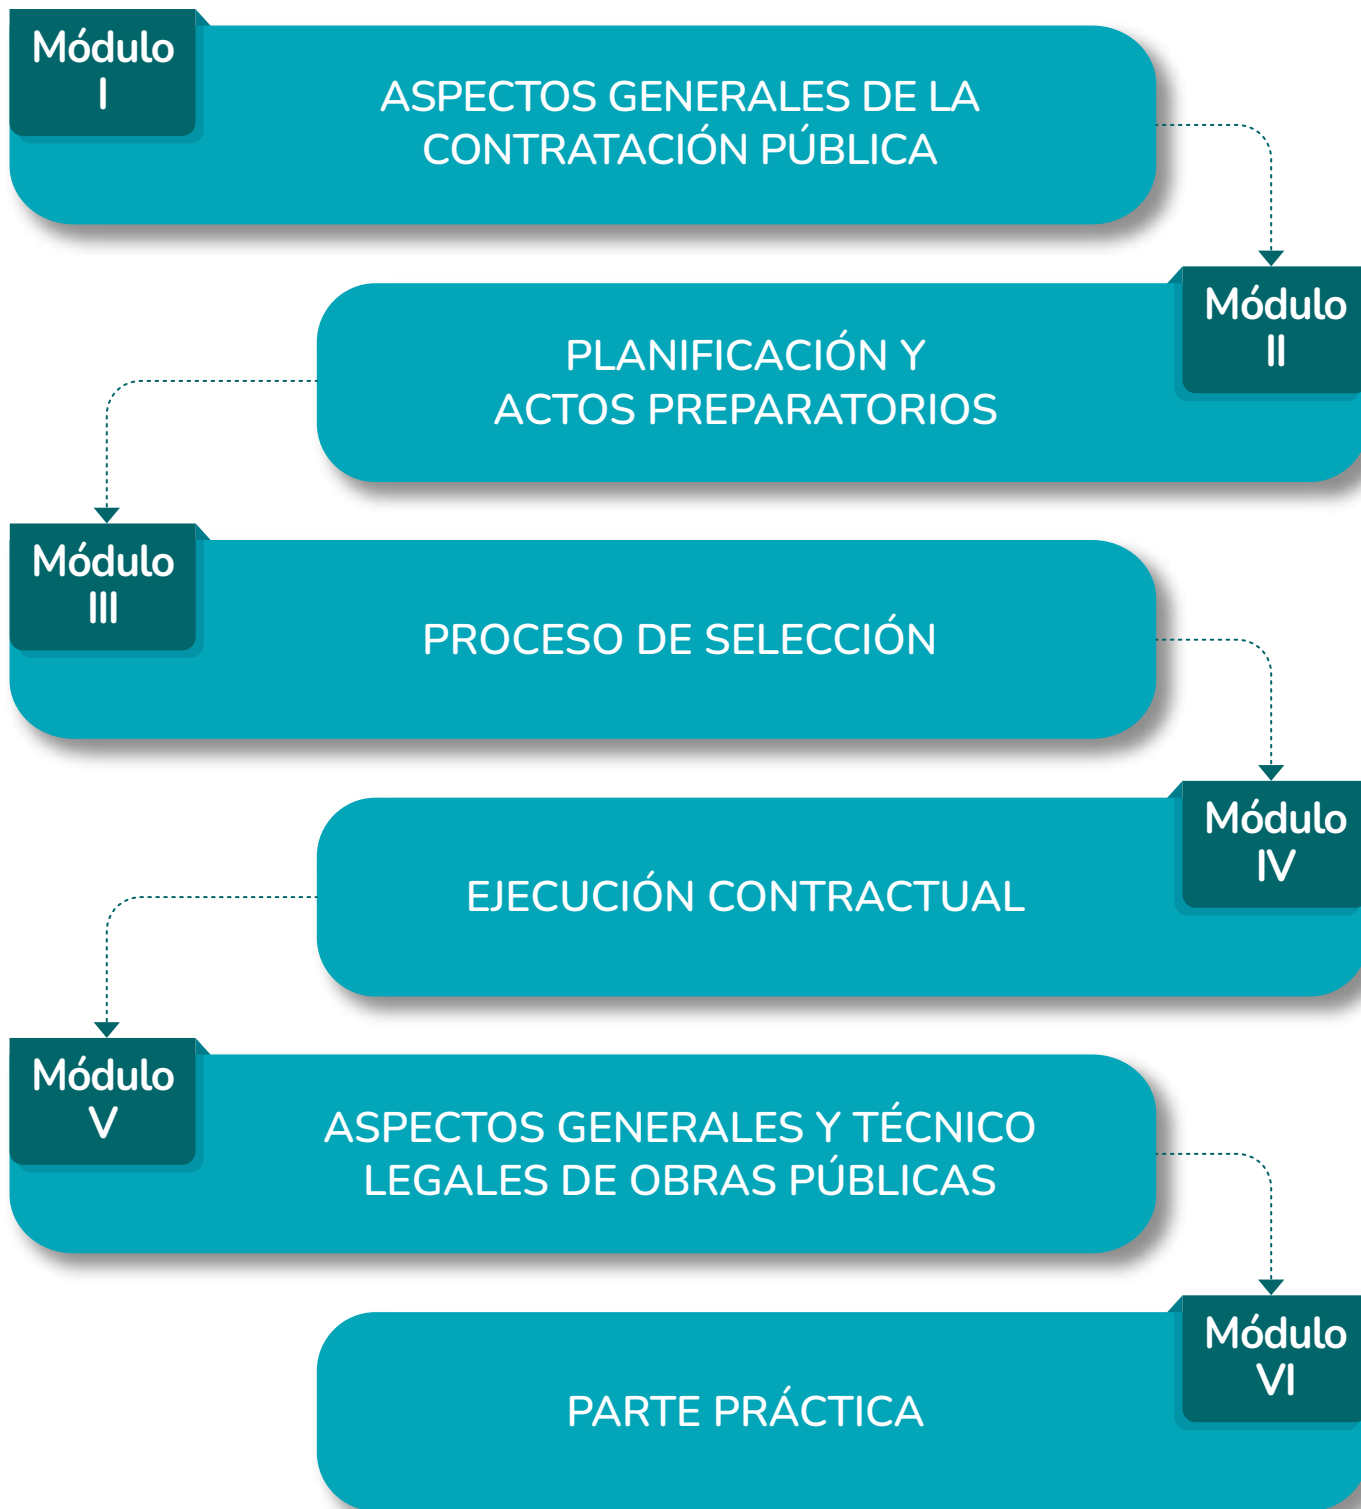 Módulo
I
ASPECTOS GENERALES DE LA
CONTRATACIÓN PÚBLICA
Módulo
II
PLANIFICACIÓN Y
ACTOS PREPARATORIOS
Módulo
III
PROCESO DE SELECCIÓN
Módulo
IV
EJECUCIÓN CONTRACTUAL
Módulo
V
ASPECTOS GENERALES Y TÉCNICO
LEGALES DE OBRAS PÚBLICAS
Módulo
VI
PARTE PRÁCTICA